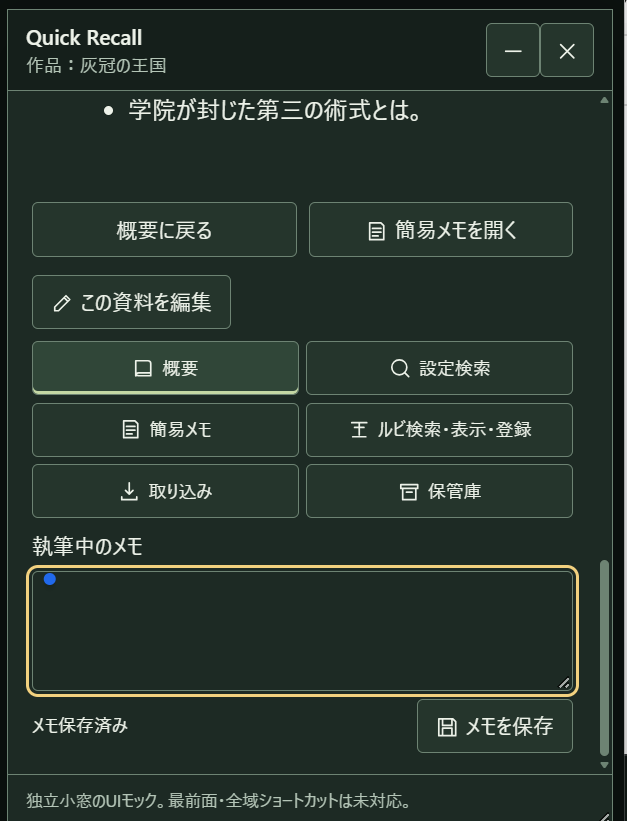 Quick Recall
作品：灰冠の王国
• 学院が封じた第三の術式とは。
概要に戻る
簡易メモを開く
この資料を編集
概要
設定検索
簡易メモ
ルビ検索・表示・登録
取り込み
保管庫
執筆中のメモ
メモ保存済み
メモを保存
独立小窓のUIモック。最前面・全域ショートカットは未対応。